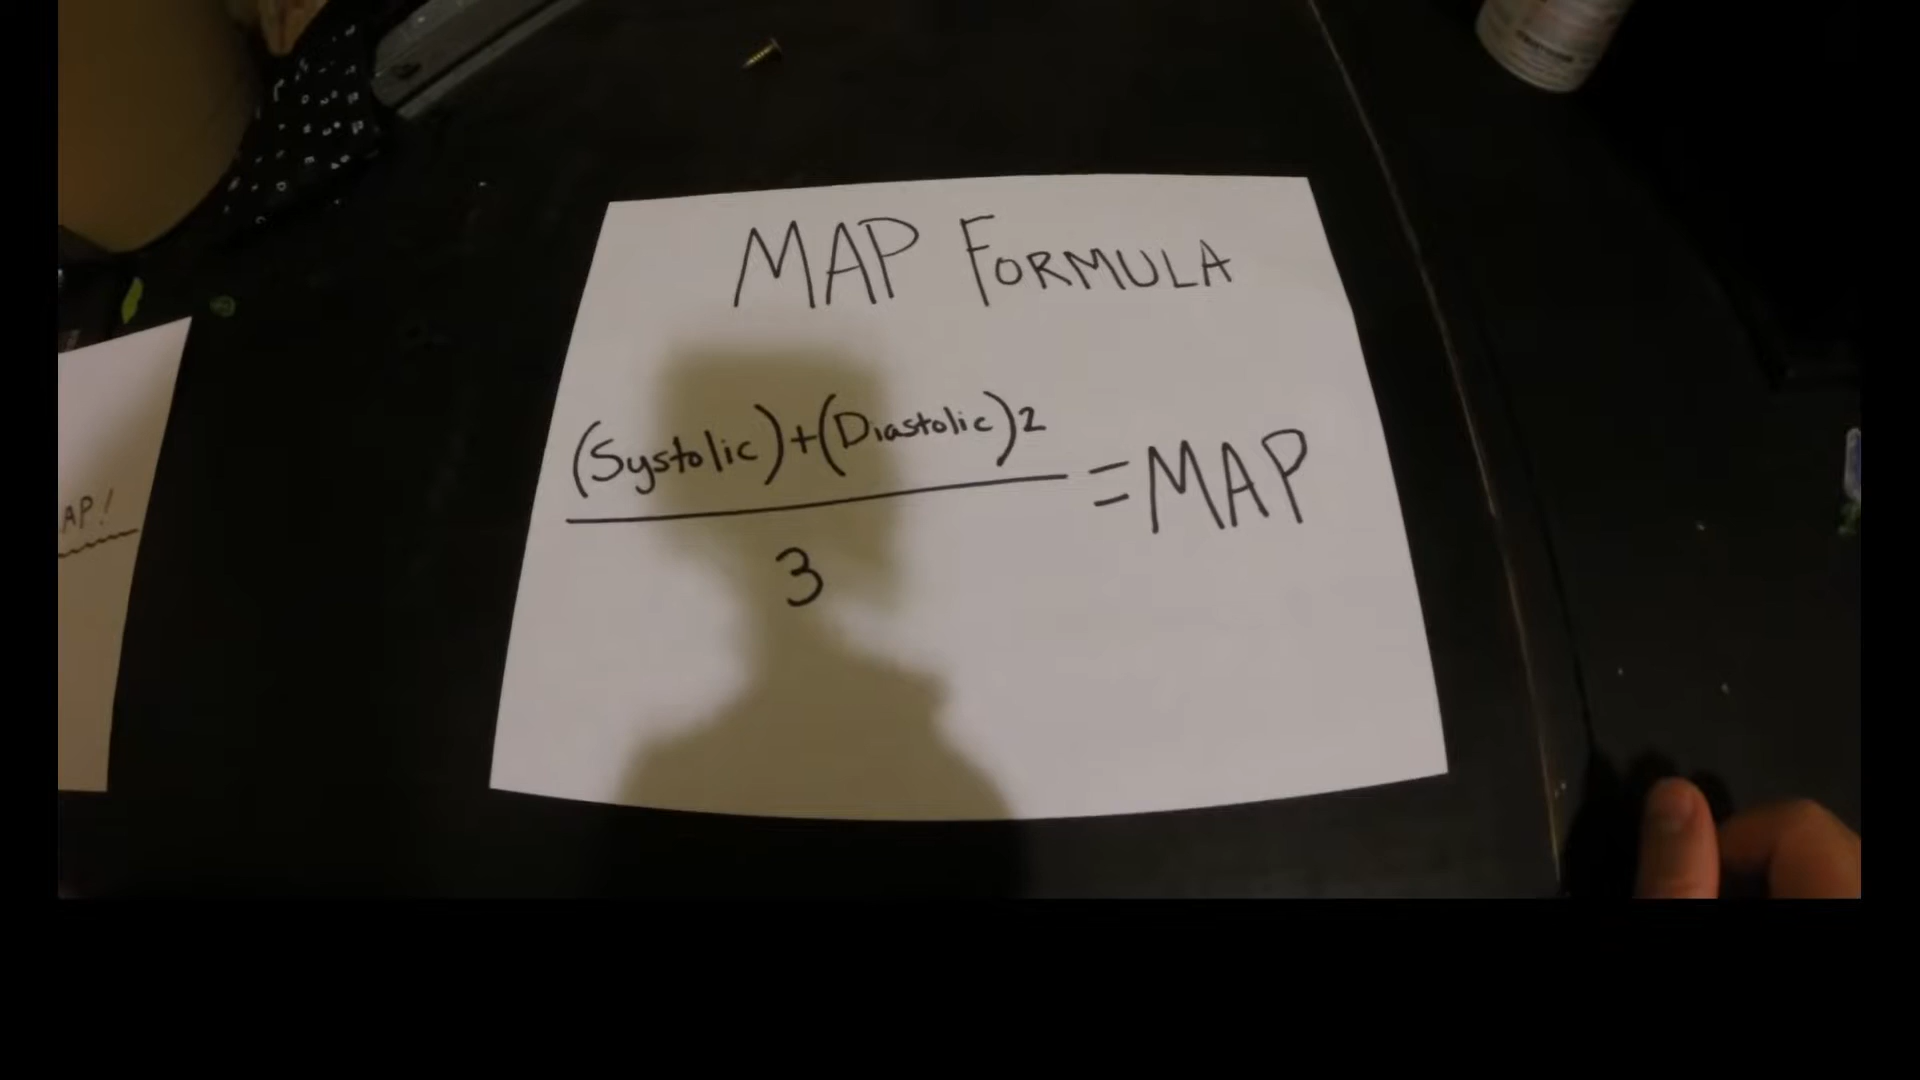 MAP FORMULA
(Systolic)+(Diastolic)2
= MAP
3
AP!